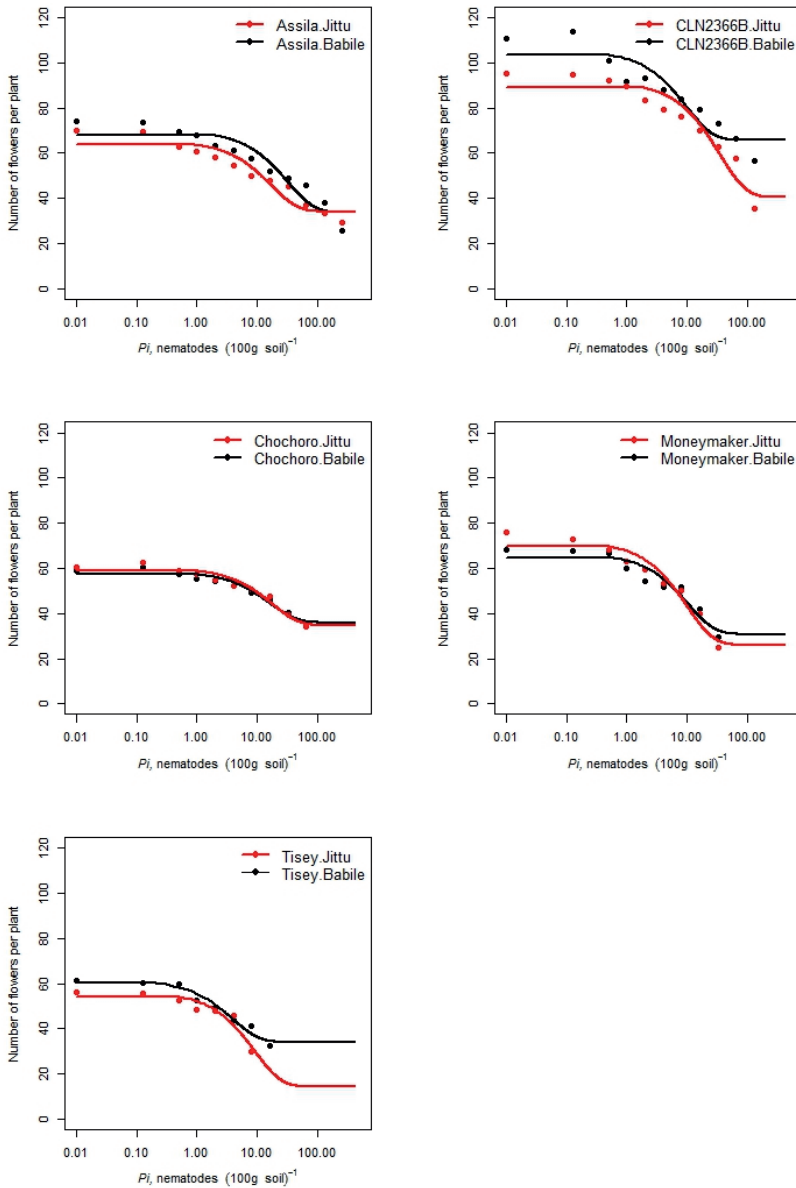 Assila.Jittu
Assila.Babile
Number of flowers per plant
0 20 40 60 80 100 120
0.01 0.10 1.00 10.00 100.00
Pi, nematodes (100g soil)⁻¹
CLN2366B.Jittu
CLN2366B.Babile
Number of flowers per plant
0 20 40 60 80 100 120
0.01 0.10 1.00 10.00 100.00
Pi, nematodes (100g soil)⁻¹
Chochoro.Jittu
Chochoro.Babile
Number of flowers per plant
0 20 40 60 80 100 120
0.01 0.10 1.00 10.00 100.00
Pi, nematodes (100g soil)⁻¹
Moneymaker.Jittu
Moneymaker.Babile
Number of flowers per plant
0 20 40 60 80 100 120
0.01 0.10 1.00 10.00 100.00
Pi, nematodes (100g soil)⁻¹
Tisey.Jittu
Tisey.Babile
Number of flowers per plant
0 20 40 60 80 100 120
0.01 0.10 1.00 10.00 100.00
Pi, nematodes (100g soil)⁻¹